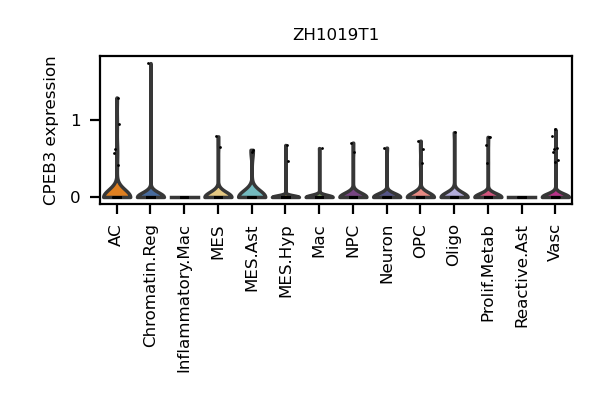 ZH1019T1
CPEB3 expression
1
0
AC
Chromatin.Reg
Inflammatory.Mac
MES
MES.Ast
MES.Hyp
Mac
NPC
Neuron
OPC
Oligo
Prolif.Metab
Reactive.Ast
Vasc